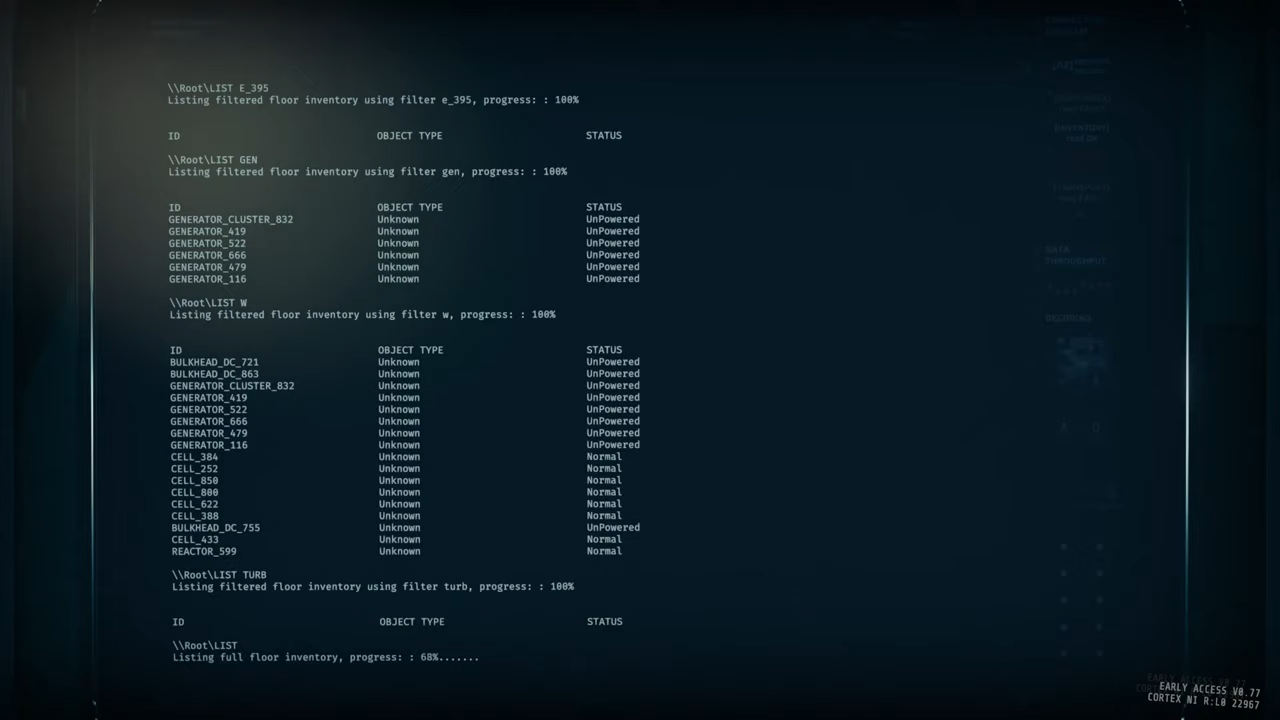 \\Root\LIST E_395
Listing filtered floor inventory using filter e_395, progress: : 100%
ID OBJECT TYPE STATUS
\\Root\LIST GEN
Listing filtered floor inventory using filter gen, progress: : 100%
ID OBJECT TYPE STATUS
GENERATOR_CLUSTER_832 Unknown UnPowered
GENERATOR_419 Unknown UnPowered
GENERATOR_522 Unknown UnPowered
GENERATOR_666 Unknown UnPowered
GENERATOR_479 Unknown UnPowered
GENERATOR_116 Unknown UnPowered
\\Root\LIST W
Listing filtered floor inventory using filter w, progress: : 100%
ID OBJECT TYPE STATUS
BULKHEAD_DC_721 Unknown UnPowered
BULKHEAD_DC_863 Unknown UnPowered
GENERATOR_CLUSTER_832 Unknown UnPowered
GENERATOR_419 Unknown UnPowered
GENERATOR_522 Unknown UnPowered
GENERATOR_666 Unknown UnPowered
GENERATOR_479 Unknown UnPowered
GENERATOR_116 Unknown UnPowered
CELL_384 Unknown Normal
CELL_252 Unknown Normal
CELL_850 Unknown Normal
CELL_800 Unknown Normal
CELL_622 Unknown Normal
CELL_388 Unknown Normal
BULKHEAD_DC_755 Unknown UnPowered
CELL_433 Unknown Normal
REACTOR_599 Unknown Normal
\\Root\LIST TURB
Listing filtered floor inventory using filter turb, progress: : 100%
ID OBJECT TYPE STATUS
\\Root\LIST
Listing full floor inventory, progress: : 68%.......
DATA
THROUGHPUT
EARLY ACCESS V0.77
CORTEX NI R:L0 22967